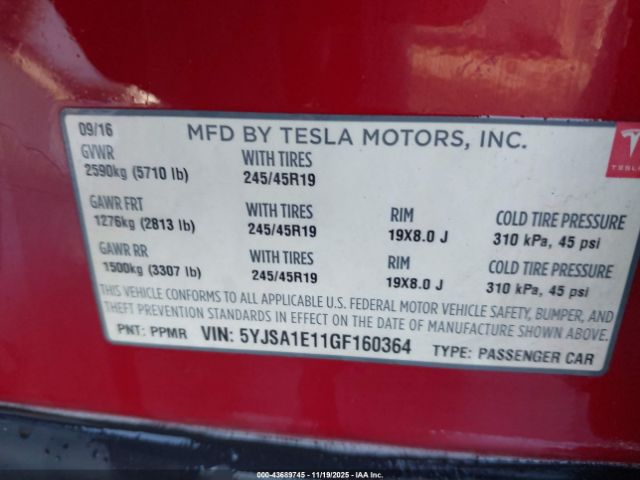 09/16 MFD BY TESLA MOTORS, INC.
GVWR WITH TIRES
2590kg (5710 lb) 245/45R19
TESLA
GAWR FRT WITH TIRES RIM COLD TIRE PRESSURE
1276kg (2813 lb) 245/45R19 19X8.0 J 310 kPa, 45 psi
GAWR RR WITH TIRES RIM COLD TIRE PRESSURE
1500kg (3307 lb) 245/45R19 19X8.0 J 310 kPa, 45 psi
THIS VEHICLE CONFORMS TO ALL APPLICABLE U.S. FEDERAL MOTOR VEHICLE SAFETY, BUMPER, AND
THEFT PREVENTION STANDARDS IN EFFECT ON THE DATE OF MANUFACTURE SHOWN ABOVE.
PNT: PPMR VIN: 5YJSA1E11GF160364 TYPE: PASSENGER CAR
000-43689745 - 11/19/2025 - IAA Inc.